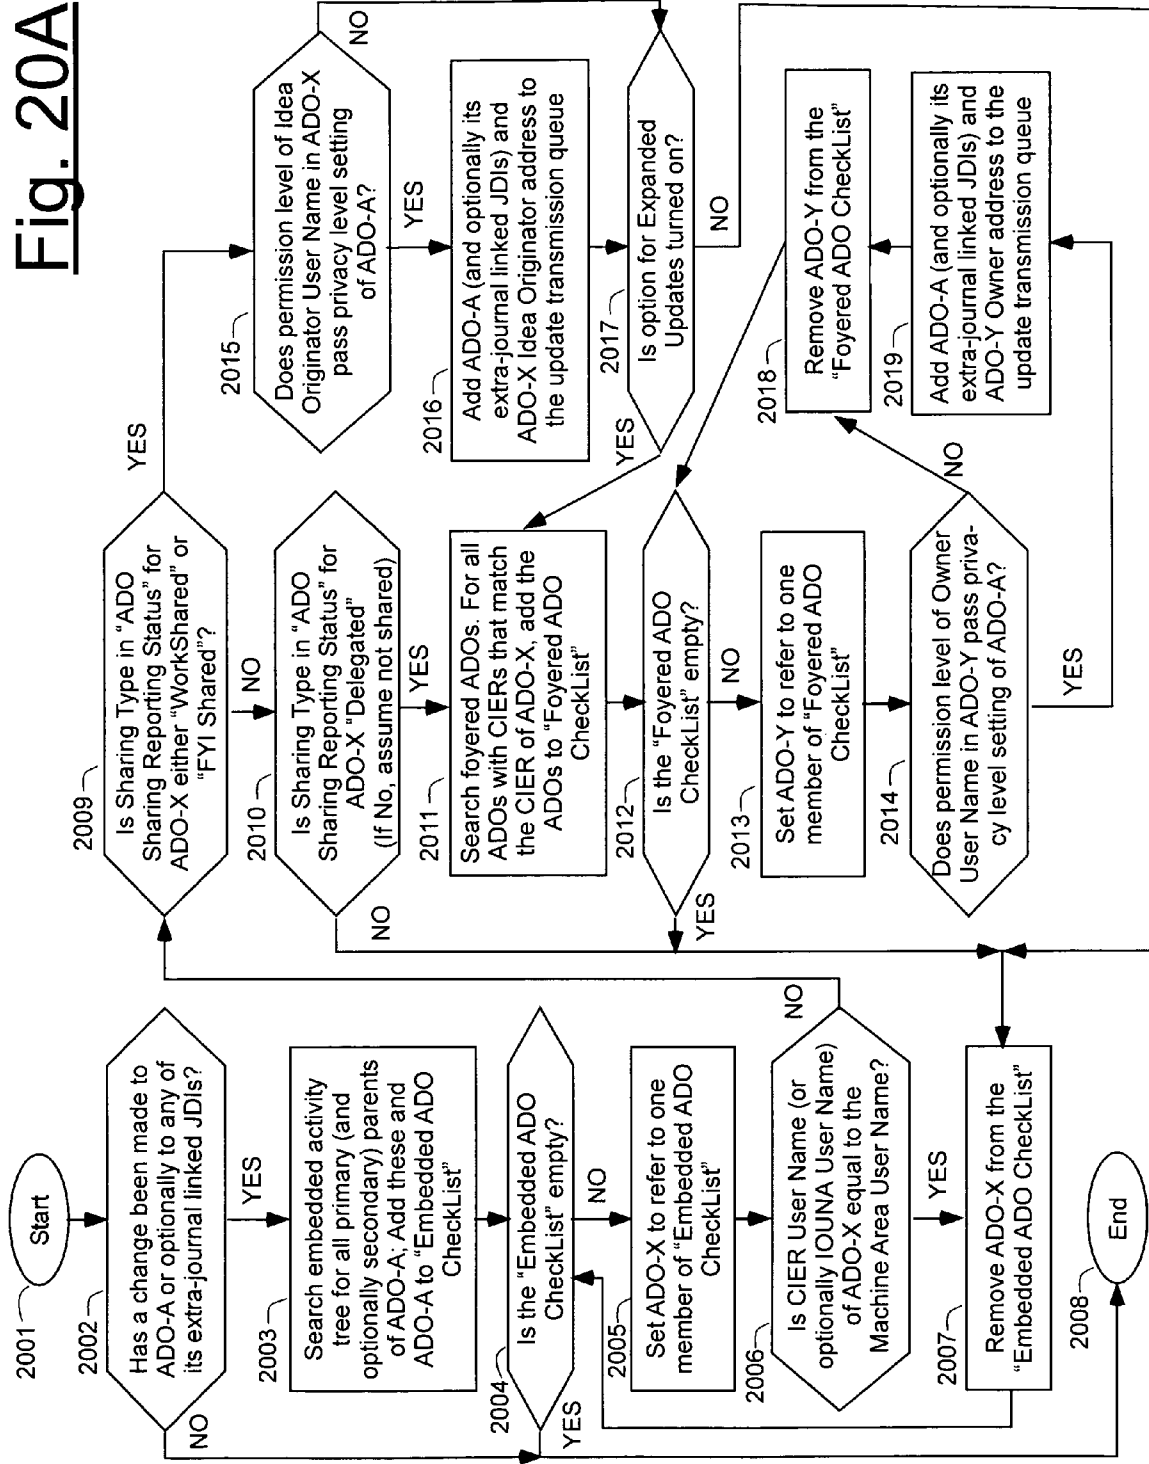 Fig. 20A
2001
Start
2002
Has a change been made to
ADO-A or optionally to any of
its extra-journal linked JDIs?
NO
YES
2003
Search embedded activity
tree for all primary (and
optionally secondary) parents
of ADO-A; Add these and
ADO-A to “Embedded ADO
CheckList”
2004
Is the “Embedded ADO
CheckList” empty?
YES
NO
2005
Set ADO-X to refer to one
member of “Embedded ADO
CheckList”
2006
Is CIER User Name (or
optionally IOUNA User Name)
of ADO-X equal to the
Machine Area User Name?
NO
YES
2007
Remove ADO-X from the
“Embedded ADO CheckList”
2008
End
2009
Is Sharing Type in “ADO
Sharing Reporting Status” for
ADO-X either “WorkShared” or
“FYI Shared”?
YES
NO
2010
Is Sharing Type in “ADO
Sharing Reporting Status” for
ADO-X “Delegated”
(If No, assume not shared)
NO
YES
2011
Search foyered ADOs. For all
ADOs with CIERs that match
the CIER of ADO-X, add the
ADOs to “Foyered ADO
CheckList”
2012
Is the “Foyered ADO
CheckList” empty?
YES
NO
2013
Set ADO-Y to refer to one
member of “Foyered ADO
CheckList”
2014
Does permission level of Owner
User Name in ADO-Y pass priva-
cy level setting of ADO-A?
NO
YES
2015
Does permission level of Idea
Originator User Name in ADO-X
pass privacy level setting
of ADO-A?
NO
YES
2016
Add ADO-A (and optionally its
extra-journal linked JDIs) and
ADO-X Idea Originator address to
the update transmission queue
2017
Is option for Expanded
Updates turned on?
YES
NO
2018
Remove ADO-Y from the
“Foyered ADO CheckList”
2019
Add ADO-A (and optionally its
extra-journal linked JDIs) and
ADO-Y Owner address to the
update transmission queue